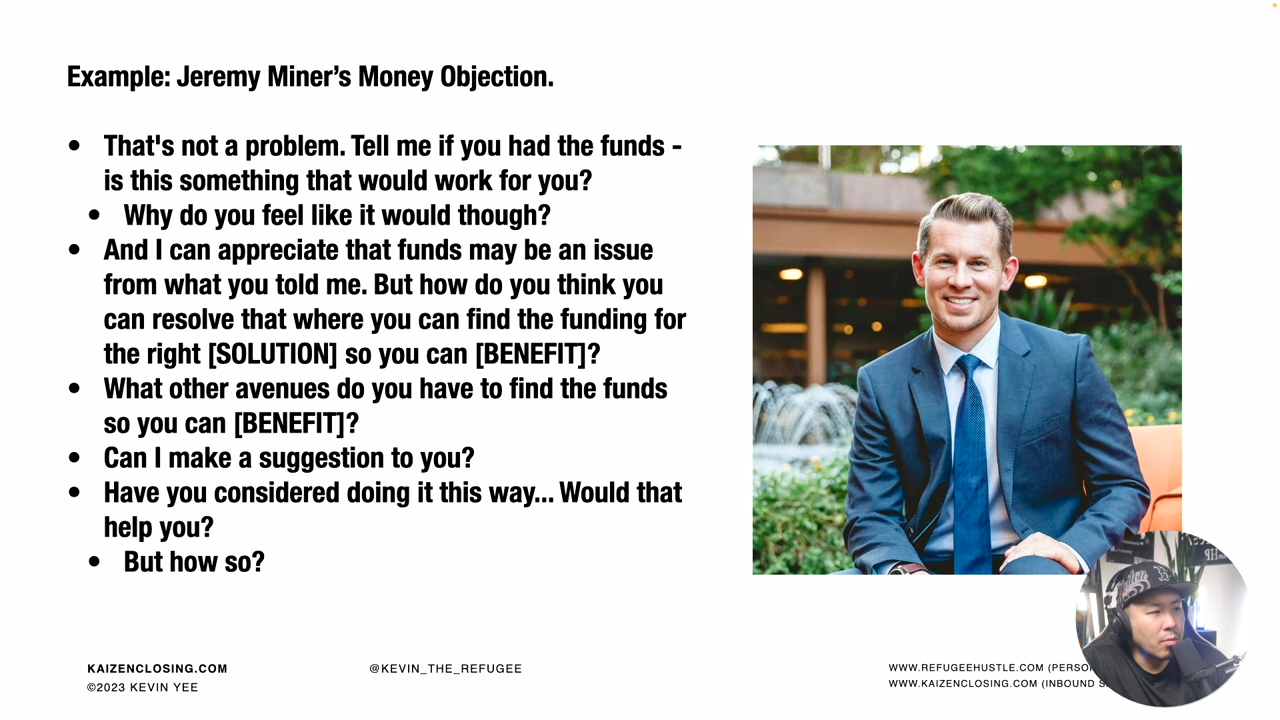 Example: Jeremy Miner’s Money Objection.
• That's not a problem. Tell me if you had the funds -
is this something that would work for you?
• Why do you feel like it would though?
• And I can appreciate that funds may be an issue
from what you told me. But how do you think you
can resolve that where you can find the funding for
the right [SOLUTION] so you can [BENEFIT]?
• What other avenues do you have to find the funds
so you can [BENEFIT]?
• Can I make a suggestion to you?
• Have you considered doing it this way... Would that
help you?
• But how so?
KAIZENCLOSING.COM
©2023 KEVIN YEE
@KEVIN_THE_REFUGEE
WWW.REFUGEEHUSTLE.COM
WWW.KAIZENCLOSING.COM (INBOUND